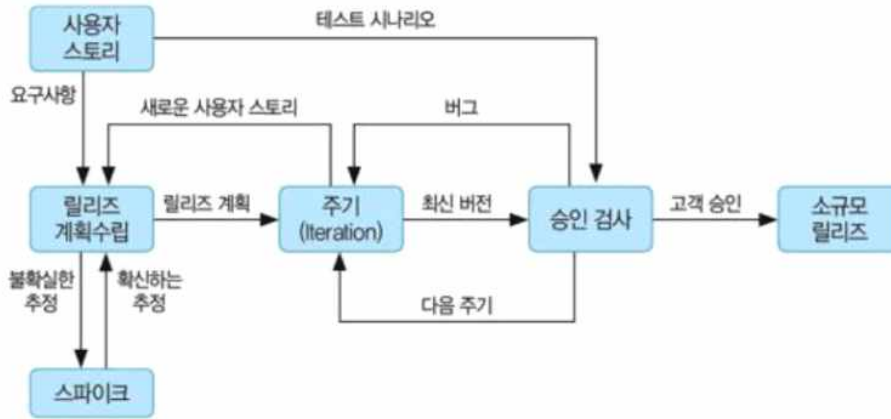 사용자
스토리
테스트 시나리오
요구사항
새로운 사용자 스토리
버그
릴리즈
계획수립
릴리즈 계획
주기
(Iteration)
최신 버전
승인 검사
고객 승인
소규모
릴리즈
불확실한
추정
확신하는
추정
다음 주기
스파이크